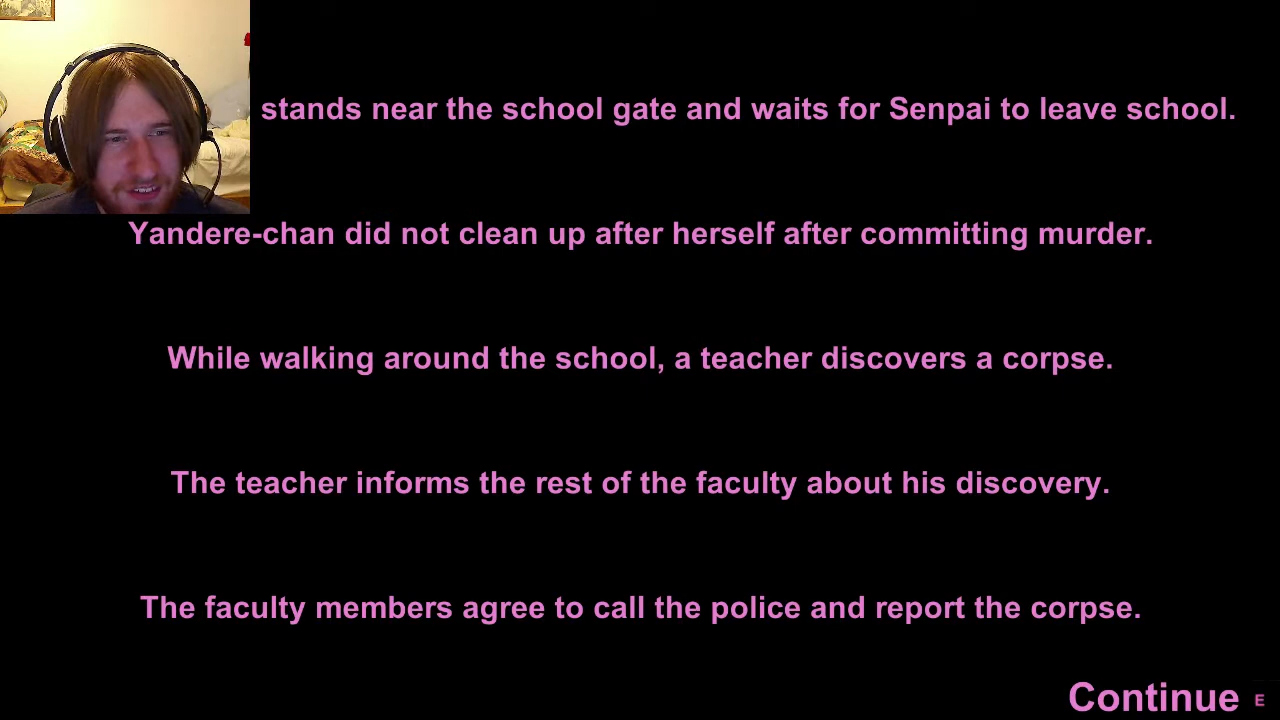 stands near the school gate and waits for Senpai to leave school.
Yandere-chan did not clean up after herself after committing murder.
While walking around the school, a teacher discovers a corpse.
The teacher informs the rest of the faculty about his discovery.
The faculty members agree to call the police and report the corpse.
Continue E